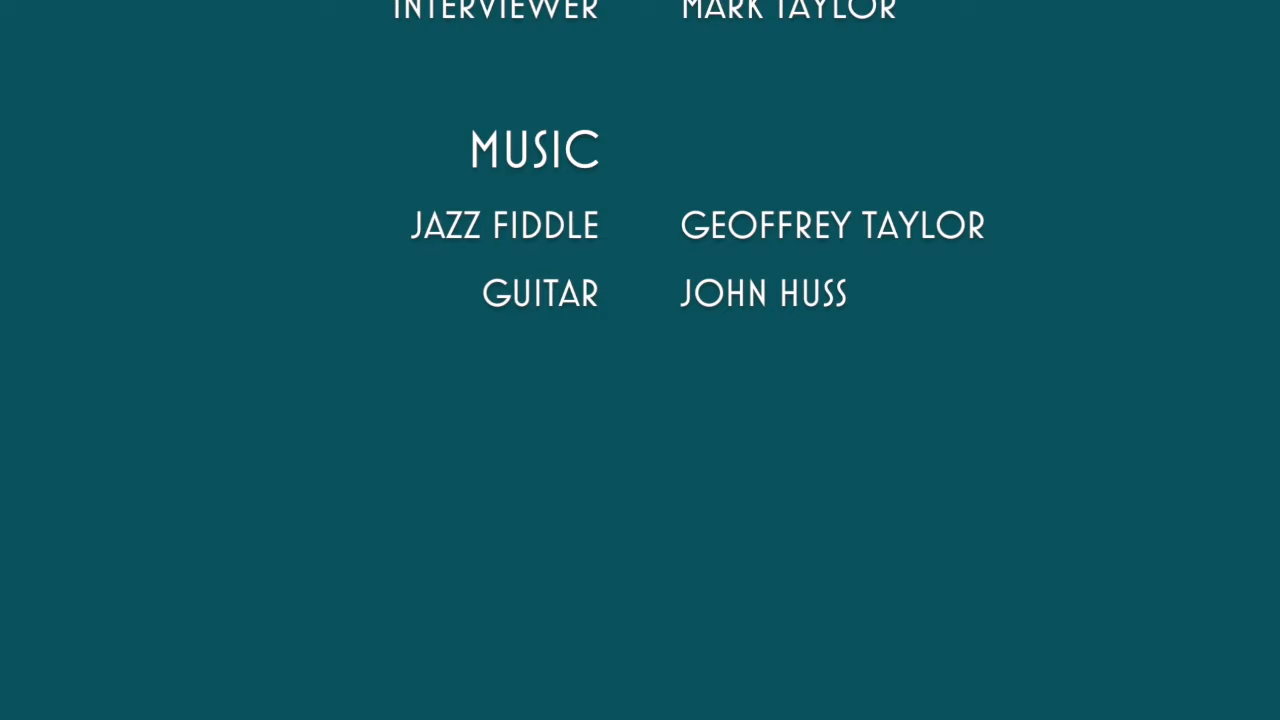 INTERVIEWER MARK TAYLOR
MUSIC
JAZZ FIDDLE GEOFFREY TAYLOR
GUITAR JOHN HUSS